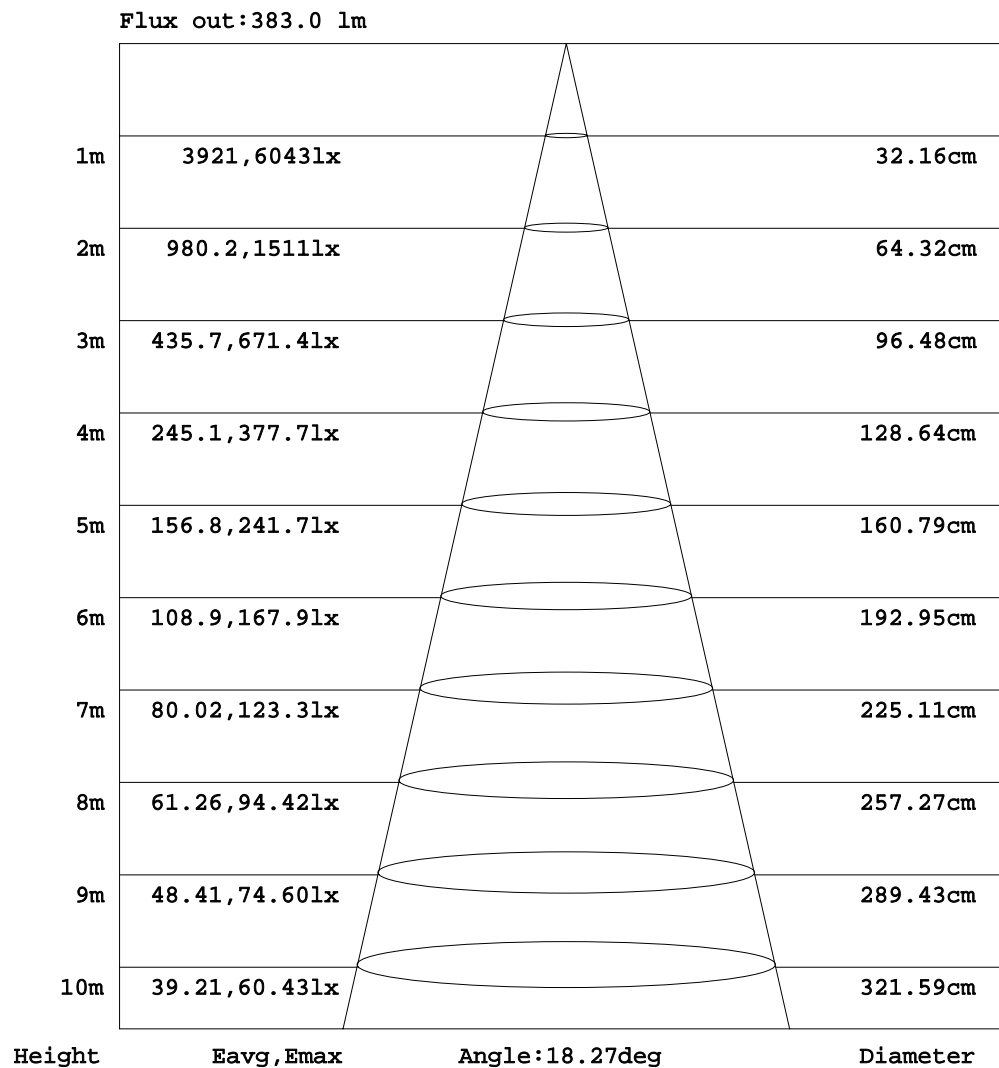 Flux out:383.0 lm
1m 3921,6043lx 32.16cm
2m 980.2,1511lx 64.32cm
3m 435.7,671.4lx 96.48cm
4m 245.1,377.7lx 128.64cm
5m 156.8,241.7lx 160.79cm
6m 108.9,167.9lx 192.95cm
7m 80.02,123.3lx 225.11cm
8m 61.26,94.42lx 257.27cm
9m 48.41,74.60lx 289.43cm
10m 39.21,60.43lx 321.59cm
Height Eavg,Emax Angle:18.27deg Diameter